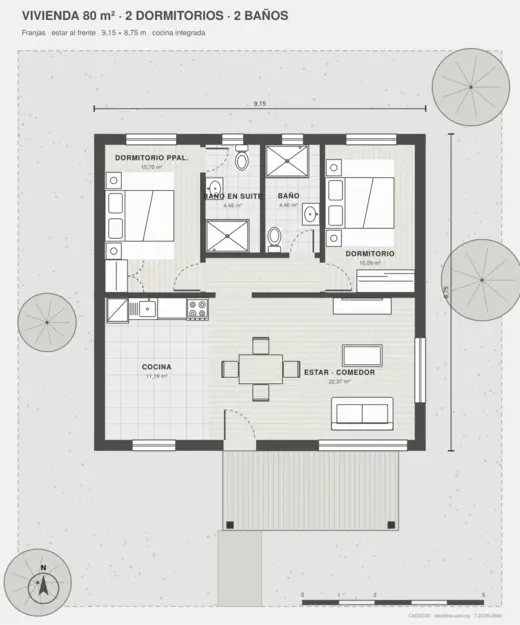 VIVIENDA 80 m² · 2 DORMITORIOS · 2 BAÑOS
Franjas · estar al frente · 9,15 × 8,75 m · cocina integrada
9,15
DORMITORIO PPAL.
10,70 m²
BAÑO EN SUITE
4,46 m²
BAÑO
4,46 m²
DORMITORIO
10,09 m²
8,75
COCINA
11,19 m²
ESTAR · COMEDOR
22,37 m²
N
0 1 2 5